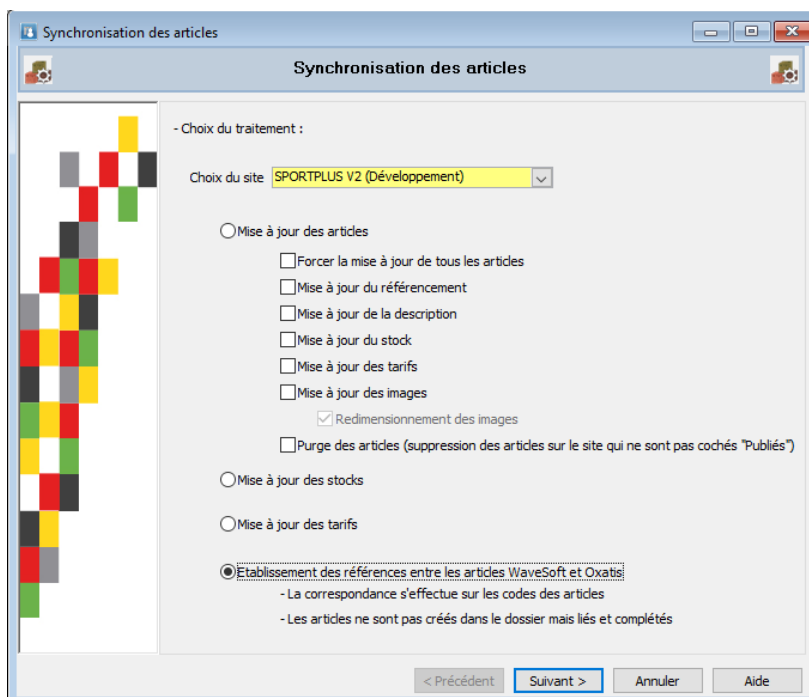 Synchronisation des articles
Synchronisation des articles
- Choix du traitement :
Choix du site SPORTPLUS V2 (Développement)
Mise à jour des articles
Forcer la mise à jour de tous les articles
Mise à jour du référencement
Mise à jour de la description
Mise à jour du stock
Mise à jour des tarifs
Mise à jour des images
Redimensionnement des images
Purge des articles (suppression des articles sur le site qui ne sont pas cochés "Publiés")
Mise à jour des stocks
Mise à jour des tarifs
Etablissement des références entre les articles WaveSoft et Oxatis
- La correspondance s'effectue sur les codes des articles
- Les articles ne sont pas créés dans le dossier mais liés et complétés
< Précédent Suivant > Annuler Aide